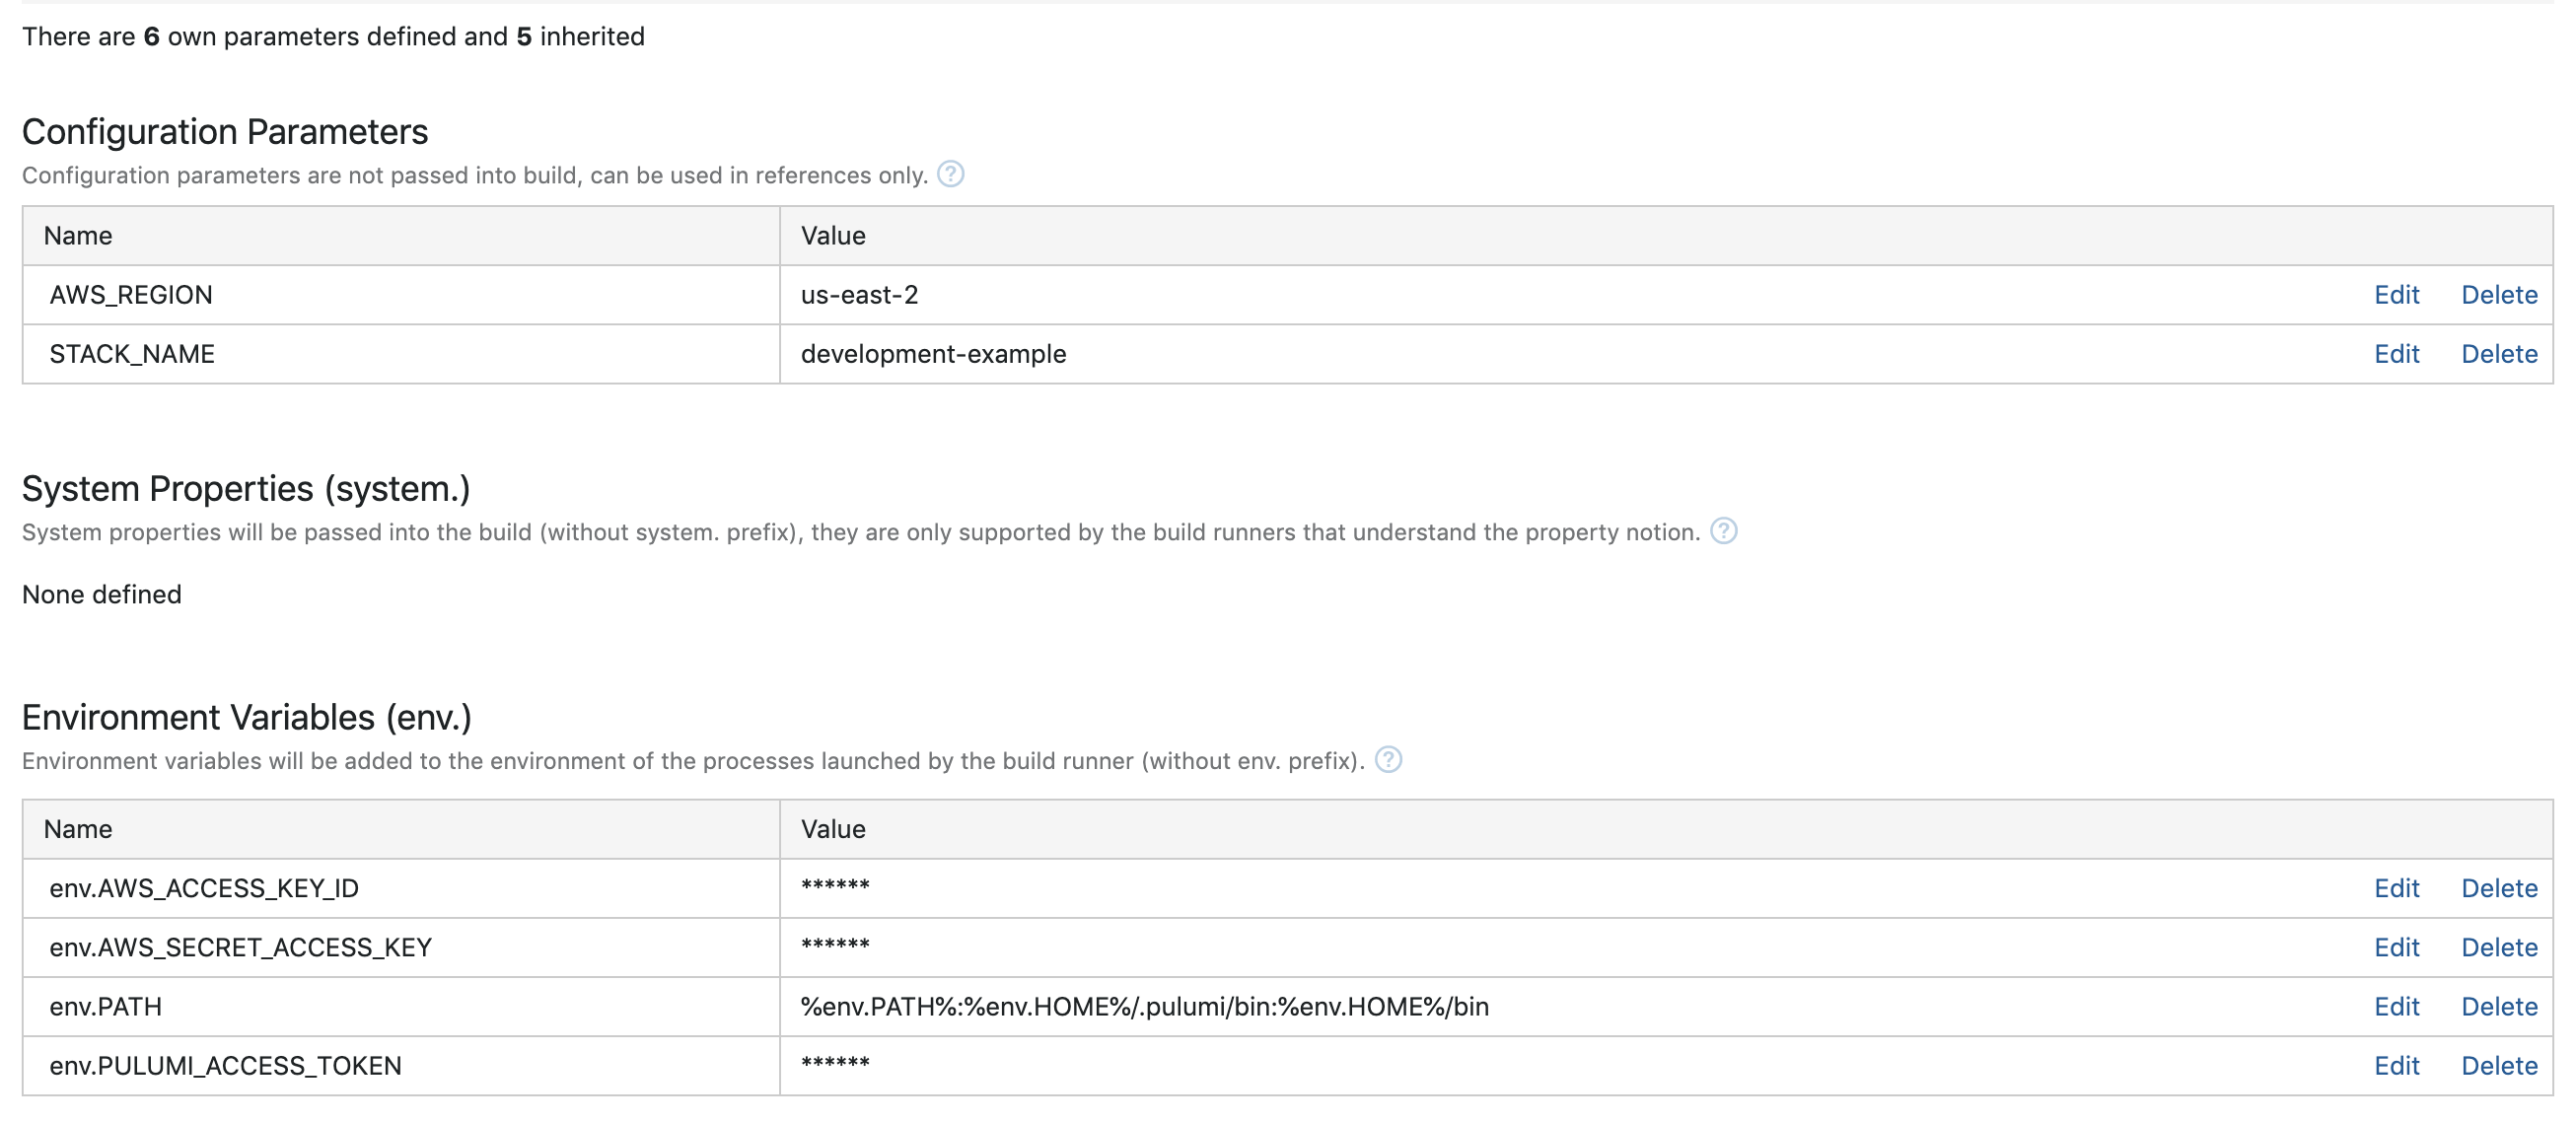 There are 6 own parameters defined and 5 inherited
Configuration Parameters
Configuration parameters are not passed into build, can be used in references only. ?
Name Value
AWS_REGION us-east-2 Edit Delete
STACK_NAME development-example Edit Delete
System Properties (system.)
System properties will be passed into the build (without system. prefix), they are only supported by the build runners that understand the property notion. ?
None defined
Environment Variables (env.)
Environment variables will be added to the environment of the processes launched by the build runner (without env. prefix). ?
Name Value
env.AWS_ACCESS_KEY_ID ****** Edit Delete
env.AWS_SECRET_ACCESS_KEY ****** Edit Delete
env.PATH %env.PATH%:%env.HOME%/.pulumi/bin:%env.HOME%/bin Edit Delete
env.PULUMI_ACCESS_TOKEN ****** Edit Delete